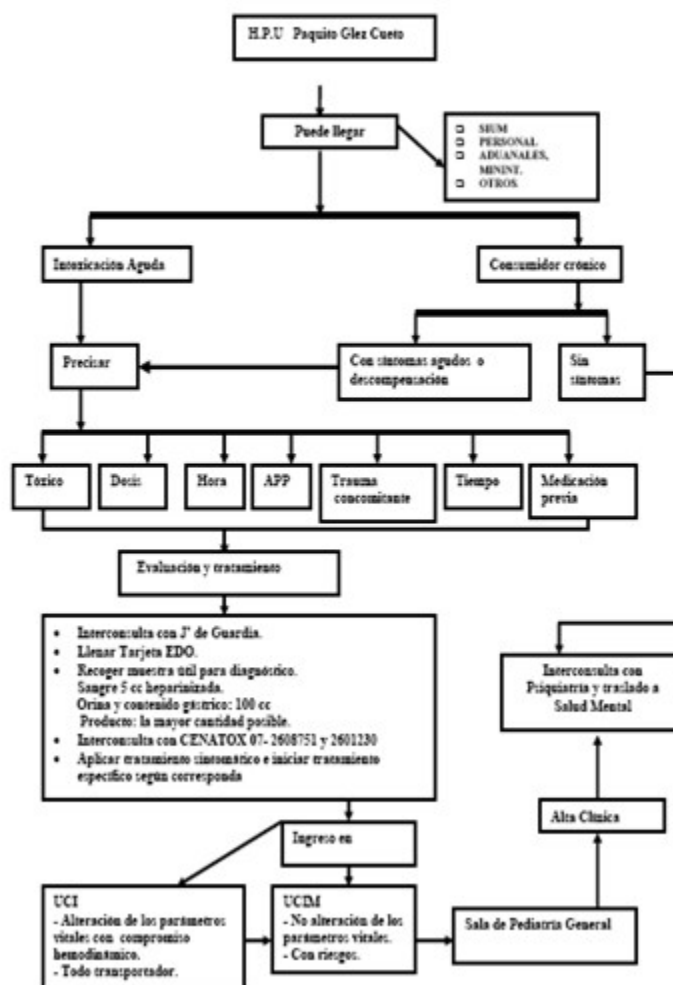 H.P.U Paquito Glez Cueto
Puede llegar
SIUM
PERSONAL
ADUANALES,
MININT.
OTROS.
Intoxicación Aguda
Consumidor crónico
Precisar
Con síntomas agudos o
descompensación
Sin
síntomas
Tóxico
Dosis
Hora
APP
Trauma
concomitante
Tiempo
Medicación
previa
Evaluación y tratamiento
• Interconsulta con J' de Guardia.
• Llenar Tarjeta EDO.
• Recoger muestra útil para diagnóstico.
Sangre 5 cc heparinizada.
Orina y contenido gástrico: 100 cc
Producto: la mayor cantidad posible.
• Interconsulta con CENATOX 07- 2608751 y 2601230
• Aplicar tratamiento sintomático e iniciar tratamiento
específico según corresponda
Interconsulta con
Psiquiatría y traslado a
Salud Mental
Alta Clínica
Ingreso en
UCI
- Alteración de los parámetros
vitales con compromiso
hemodinámico.
- Todo transportador.
UCIM
- No alteración de los
parámetros vitales.
- Con riesgos.
Sala de Pediatría General